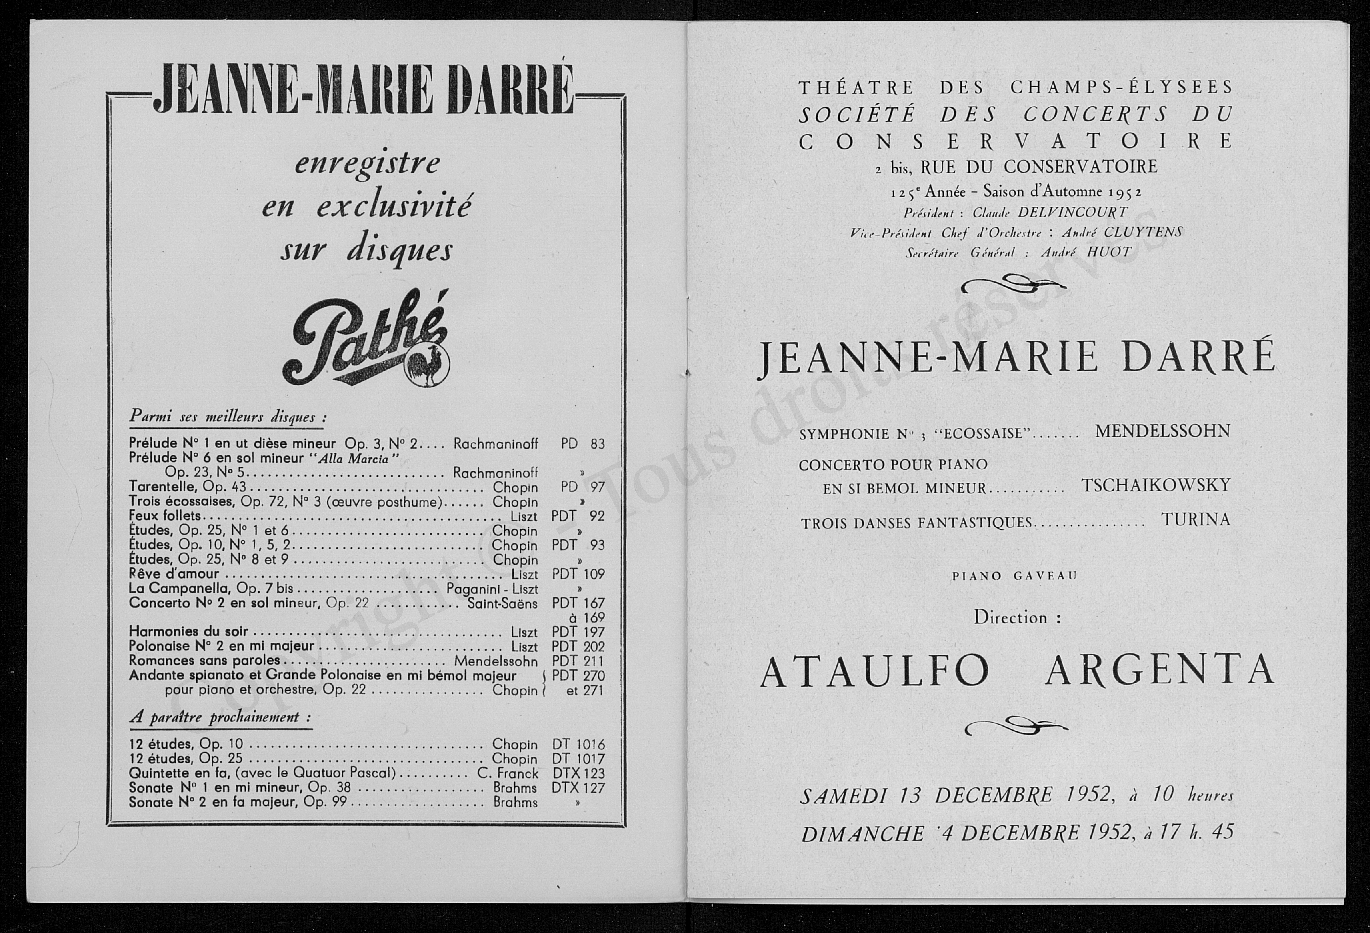 JEANNE-MARIE DARRÉ
enregistre
en exclusivité
sur disques
Pathé
Parmi ses meilleurs disques :
Prélude N° 1 en ut dièse mineur Op. 3, N° 2.... Rachmaninoff PD 83
Prélude N° 6 en sol mineur "Alla Marcia"
Op. 23, N° 5............................ Rachmaninoff »
Tarentelle, Op. 43................................ Chopin PD 97
Trois écossaises, Op. 72, N° 3 (œuvre posthume)...... Chopin »
Feux follets......................................... Liszt PDT 92
Études, Op. 25, N° 1 et 6........................... Chopin »
Études, Op. 10, N° 1, 5, 2........................... Chopin PDT 93
Études, Op. 25, N° 8 et 9........................... Chopin »
Rêve d'amour ...................................... Liszt PDT 109
La Campanella, Op. 7 bis.................... Paganini - Liszt »
Concerto N° 2 en sol mineur, Op. 22 ............ Saint-Saëns PDT 167
à 169
Harmonies du soir .................................. Liszt PDT 197
Polonaise N° 2 en mi majeur.......................... Liszt PDT 202
Romances sans paroles....................... Mendelssohn PDT 211
Andante spianato et Grande Polonaise en mi bémol majeur { PDT 270
pour piano et orchestre, Op. 22 ................ Chopin { et 271
A paraître prochainement :
12 études, Op. 10 ................................. Chopin DT 1016
12 études, Op. 25 ................................. Chopin DT 1017
Quintette en fa, (avec le Quatuor Pascal).......... C. Franck DTX 123
Sonate N° 1 en mi mineur, Op. 38 .................. Brahms DTX 127
Sonate N° 2 en fa majeur, Op. 99................... Brahms »
THÉATRE DES CHAMPS-ÉLYSEES
SOCIÉTÉ DES CONCERTS DU
CONSERVATOIRE
2 bis, RUE DU CONSERVATOIRE
125e Année - Saison d'Automne 1952
Président : Claude DELVINCOURT
Vice-Président Chef d'Orchestre : André CLUYTENS
Secrétaire Général : André HUOT
JEANNE-MARIE DARRÉ
SYMPHONIE N° 3 "ECOSSAISE"....... MENDELSSOHN
CONCERTO POUR PIANO
EN SI BEMOL MINEUR........... TSCHAIKOWSKY
TROIS DANSES FANTASTIQUES................ TURINA
PIANO GAVEAU
Direction :
ATAULFO ARGENTA
SAMEDI 13 DECEMBRE 1952, à 10 heures
DIMANCHE '4 DECEMBRE 1952, à 17 h. 45
Copyright © - Tous droits réservés